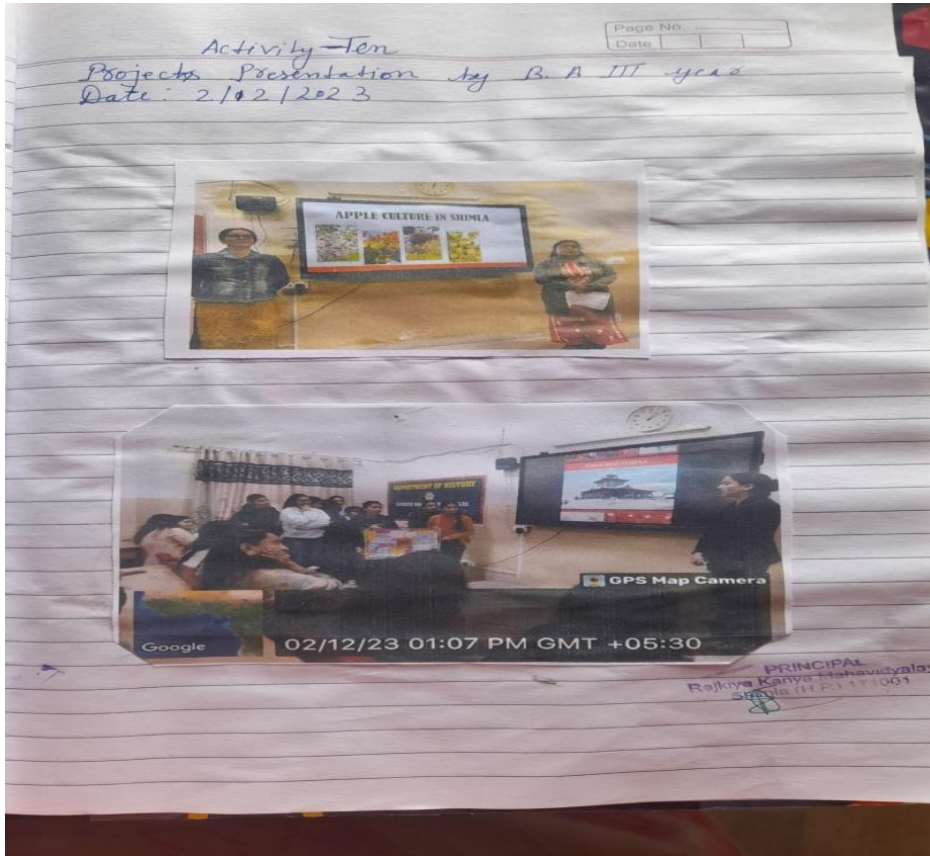 Page No.
Date
Activity-Ten
Projects Presentation by B. A III year
Date: 2/12/2023
APPLE CULTURE IN SHIMLA
DEPARTMENT OF HISTORY
GPS Map Camera
Google
02/12/23 01:07 PM GMT +05:30
PRINCIPAL
Rajkiya Kanya Mahavidyalaya
Shimla (H.P.) 171001